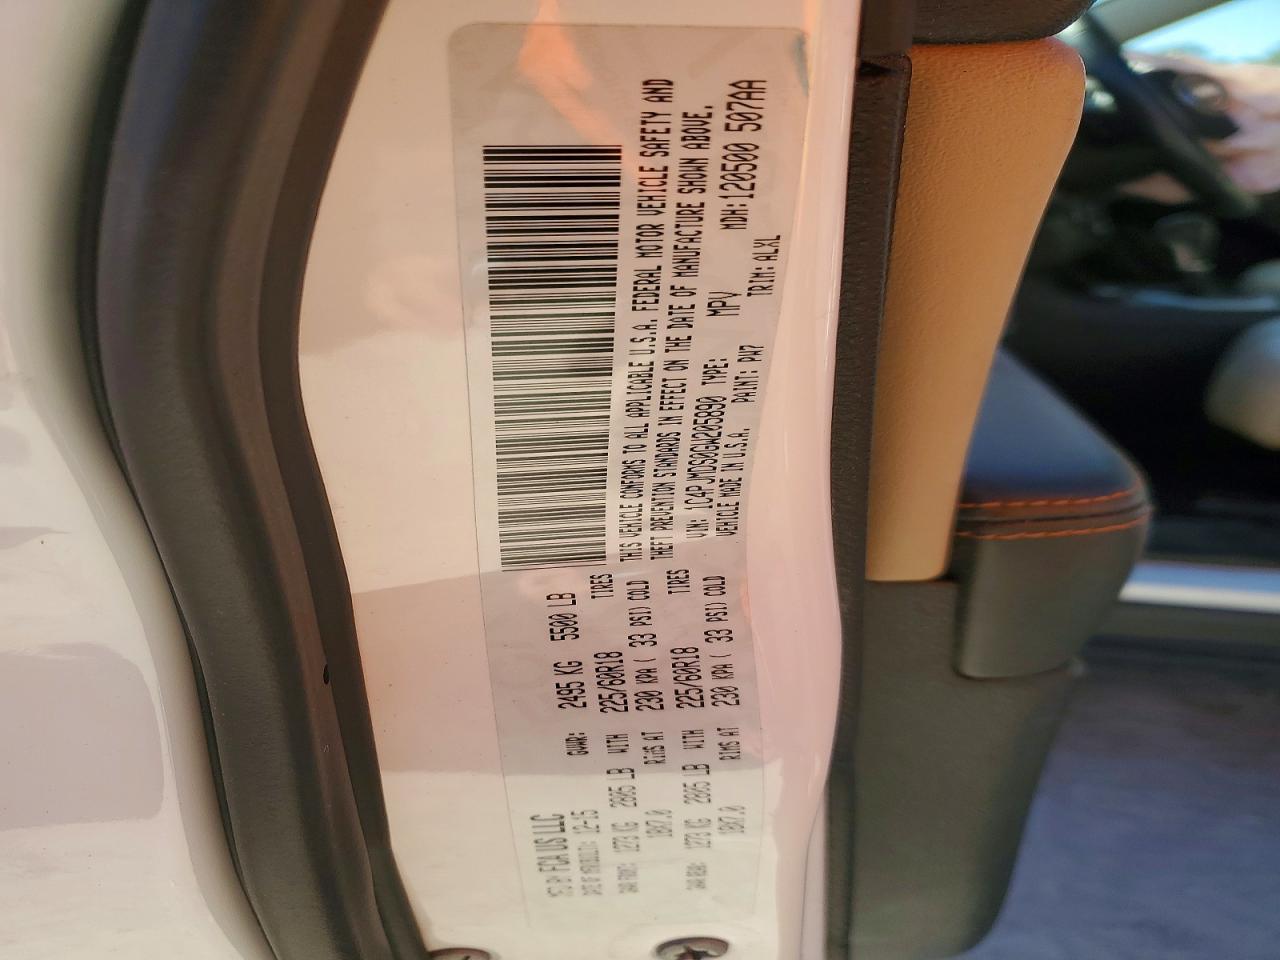 MFD BY FCA US LLC
DATE OF MFR(BUILT): 12-15 GVWR: 2495 KG 5500 LB
GAWR FRONT: 1273 KG 2805 LB WITH 225/60R18 TIRES
18X7.0 RIMS AT 230 KPA ( 33 PSI) COLD
GAWR REAR: 1273 KG 2805 LB WITH 225/60R18 TIRES
18X7.0 RIMS AT 230 KPA ( 33 PSI) COLD
THIS VEHICLE CONFORMS TO ALL APPLICABLE U.S.A. FEDERAL MOTOR VEHICLE SAFETY AND
THEFT PREVENTION STANDARDS IN EFFECT ON THE DATE OF MANUFACTURE SHOWN ABOVE.
VIN: 1C4PJMDS0GW205890 TYPE: MPV MDH: 120500 507AA
VEHICLE MADE IN U.S.A. PAINT: PW7 TRIM: ALXL